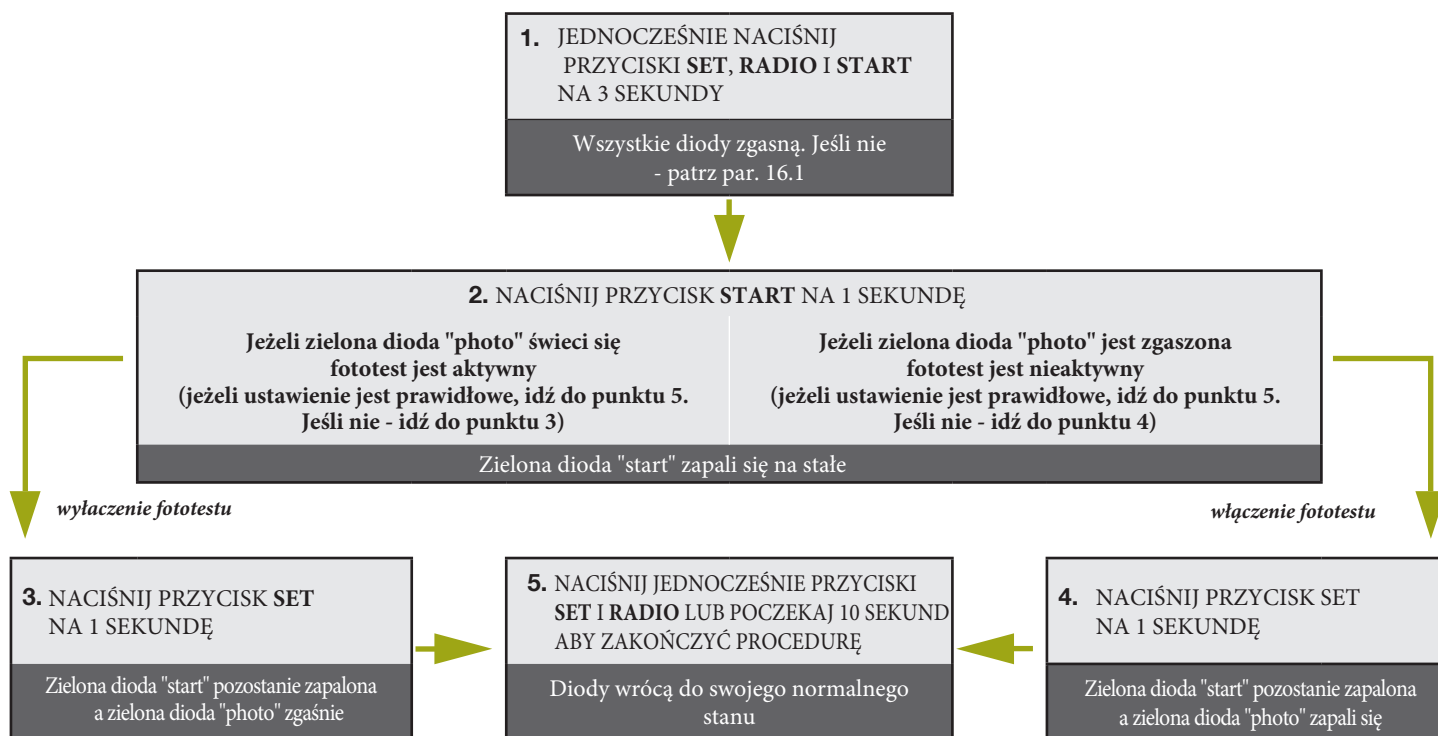 1. JEDNOCZEŚNIE NACIŚNIJ
PRZYCISKI SET, RADIO I START
NA 3 SEKUNDY
Wszystkie diody zgasną. Jeśli nie
- patrz par. 16.1
2. NACIŚNIJ PRZYCISK START NA 1 SEKUNDĘ
Jeżeli zielona dioda "photo" świeci się
fototest jest aktywny
(jeżeli ustawienie jest prawidłowe, idź do punktu 5.
Jeśli nie - idź do punktu 3)
Jeżeli zielona dioda "photo" jest zgaszona
fototest jest nieaktywny
(jeżeli ustawienie jest prawidłowe, idź do punktu 5.
Jeśli nie - idź do punktu 4)
Zielona dioda "start" zapali się na stałe
wyłaczenie fototestu
włączenie fototestu
3. NACIŚNIJ PRZYCISK SET
NA 1 SEKUNDĘ
Zielona dioda "start" pozostanie zapalona
a zielona dioda "photo" zgaśnie
5. NACIŚNIJ JEDNOCZEŚNIE PRZYCISKI
SET I RADIO LUB POCZEKAJ 10 SEKUND
ABY ZAKOŃCZYĆ PROCEDURĘ
Diody wrócą do swojego normalnego
stanu
4. NACIŚNIJ PRZYCISK SET
NA 1 SEKUNDĘ
Zielona dioda "start" pozostanie zapalona
a zielona dioda "photo" zapali się